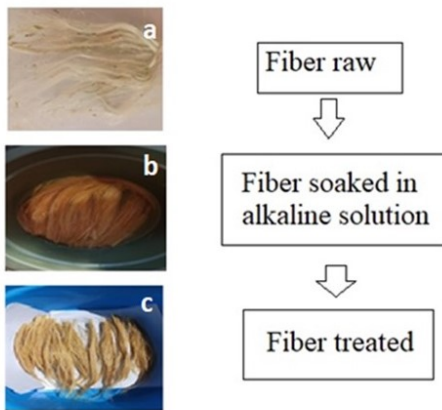 a
Fiber raw
b
Fiber soaked in
alkaline solution
c
Fiber treated